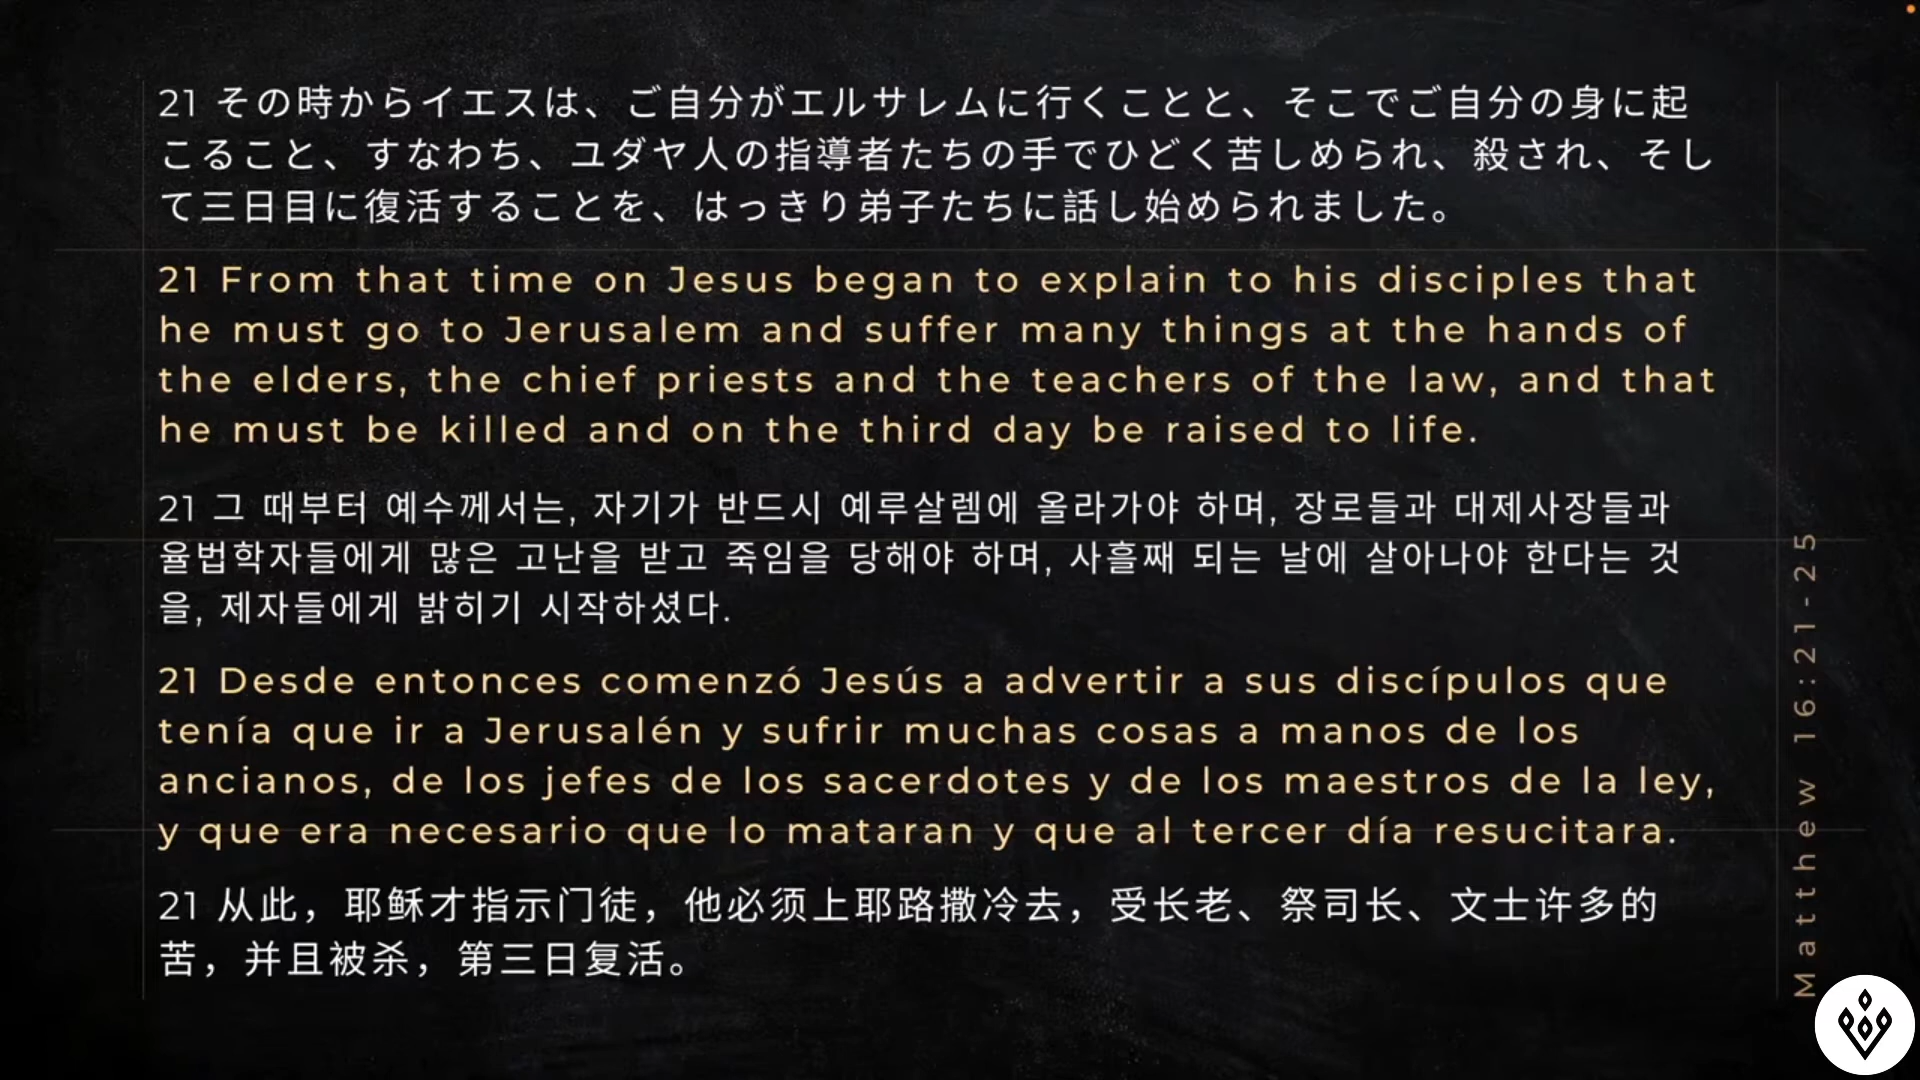 21 その時からイエスは、ご自分がエルサレムに行くことと、そこでご自分の身に起
こること、すなわち、ユダヤ人の指導者たちの手でひどく苦しめられ、殺され、そし
て三日目に復活することを、はっきり弟子たちに話し始められました。
21 From that time on Jesus began to explain to his disciples that
he must go to Jerusalem and suffer many things at the hands of
the elders, the chief priests and the teachers of the law, and that
he must be killed and on the third day be raised to life.
21 그 때부터 예수께서는, 자기가 반드시 예루살렘에 올라가야 하며, 장로들과 대제사장들과
율법학자들에게 많은 고난을 받고 죽임을 당해야 하며, 사흘째 되는 날에 살아나야 한다는 것
을, 제자들에게 밝히기 시작하셨다.
21 Desde entonces comenzó Jesús a advertir a sus discípulos que
tenía que ir a Jerusalén y sufrir muchas cosas a manos de los
ancianos, de los jefes de los sacerdotes y de los maestros de la ley,
y que era necesario que lo mataran y que al tercer día resucitara.
21 从此，耶稣才指示门徒，他必须上耶路撒冷去，受长老、祭司长、文士许多的
苦，并且被杀，第三日复活。
Matthew 16:21-25